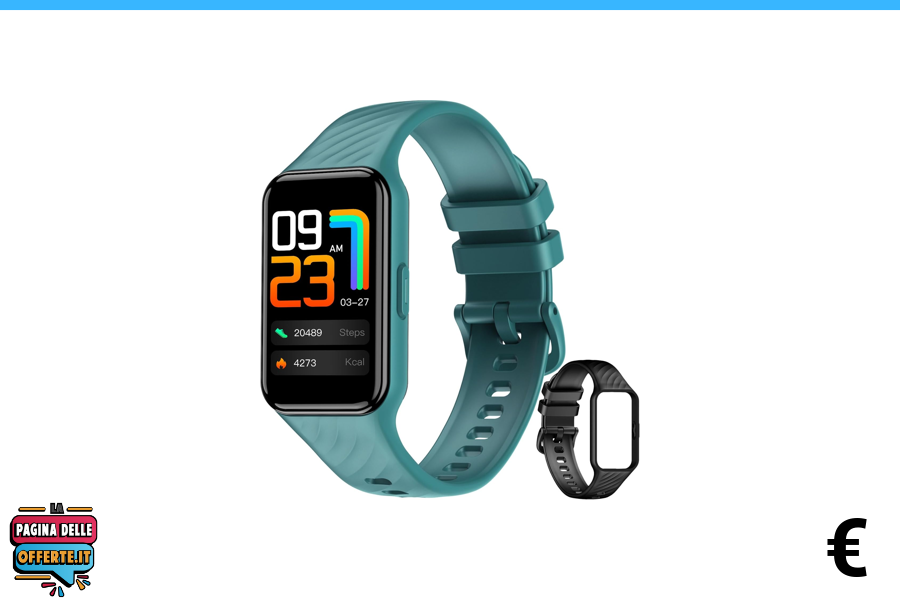 09
AM
23
03-27
20489 Steps
4273 Kcal
LA
PAGINA DELLE
OFFERTE.IT
€